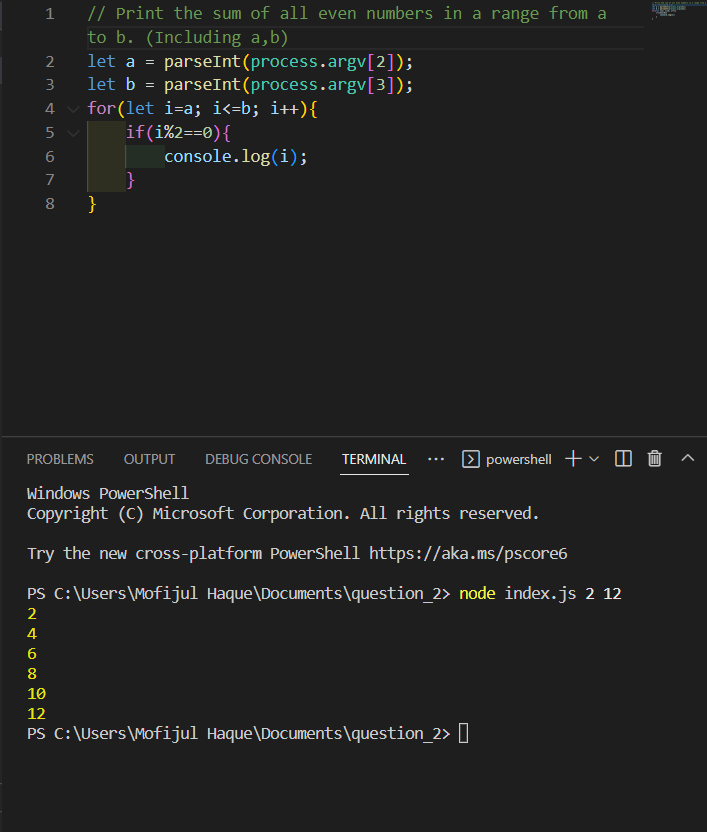 1 // Print the sum of all even numbers in a range from a
to b. (Including a,b)
2 let a = parseInt(process.argv[2]);
3 let b = parseInt(process.argv[3]);
4 for(let i=a; i<=b; i++){
5 if(i%2==0){
6 console.log(i);
7 }
8 }
PROBLEMS OUTPUT DEBUG CONSOLE TERMINAL ··· powershell
Windows PowerShell
Copyright (C) Microsoft Corporation. All rights reserved.
Try the new cross-platform PowerShell https://aka.ms/pscore6
PS C:\Users\Mofijul Haque\Documents\question_2> node index.js 2 12
2
4
6
8
10
12
PS C:\Users\Mofijul Haque\Documents\question_2>